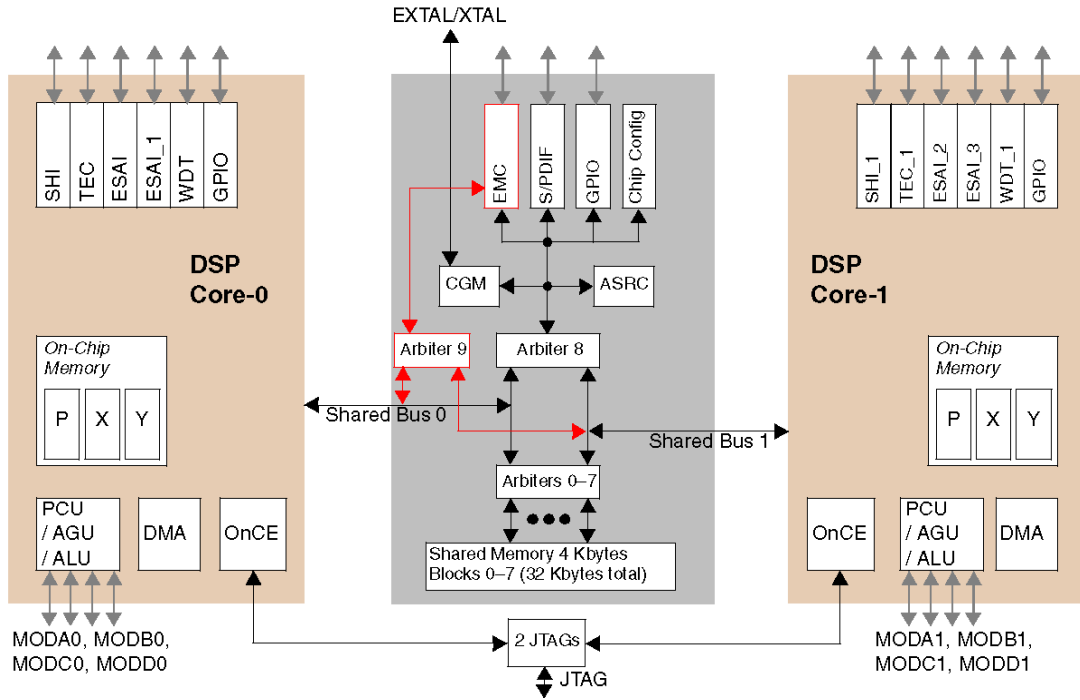 EXTAL/XTAL
SHI
TEC
ESAI
ESAI_1
WDT
GPIO
EMC
S/PDIF
GPIO
Chip Config
SHI_1
TEC_1
ESAI_2
ESAI_3
WDT_1
GPIO
DSP
Core-0
CGM
ASRC
DSP
Core-1
On-Chip
Memory
P
X
Y
Arbiter 9
Arbiter 8
Shared Bus 0
Shared Bus 1
On-Chip
Memory
P
X
Y
Arbiters 0–7
PCU
/ AGU
/ ALU
DMA
OnCE
Shared Memory 4 Kbytes
Blocks 0–7 (32 Kbytes total)
OnCE
PCU
/ AGU
/ ALU
DMA
MODA0, MODB0,
MODC0, MODD0
2 JTAGs
JTAG
MODA1, MODB1,
MODC1, MODD1